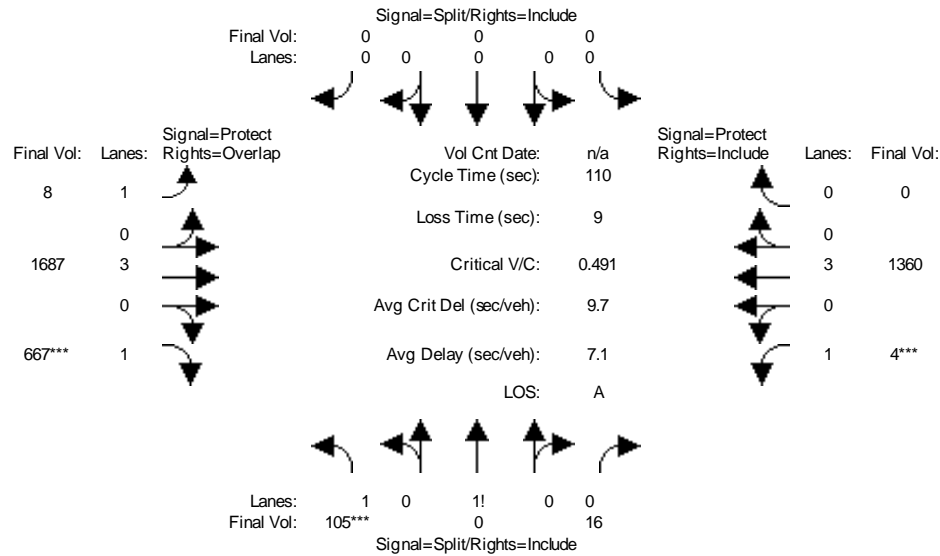 Signal=Split/Rights=Include
Final Vol: 0 0 0
Lanes: 0 0 0 0 0
Signal=Protect Signal=Protect
Final Vol: Lanes: Rights=Overlap Vol Cnt Date: n/a Rights=Include Lanes: Final Vol:
Cycle Time (sec): 110
8 1 0 0
Loss Time (sec): 9
0 0
1687 3 Critical V/C: 0.491 3 1360
0 Avg Crit Del (sec/veh): 9.7 0
667*** 1 Avg Delay (sec/veh): 7.1 1 4***
LOS: A
Lanes: 1 0 1! 0 0
Final Vol: 105*** 0 16
Signal=Split/Rights=Include